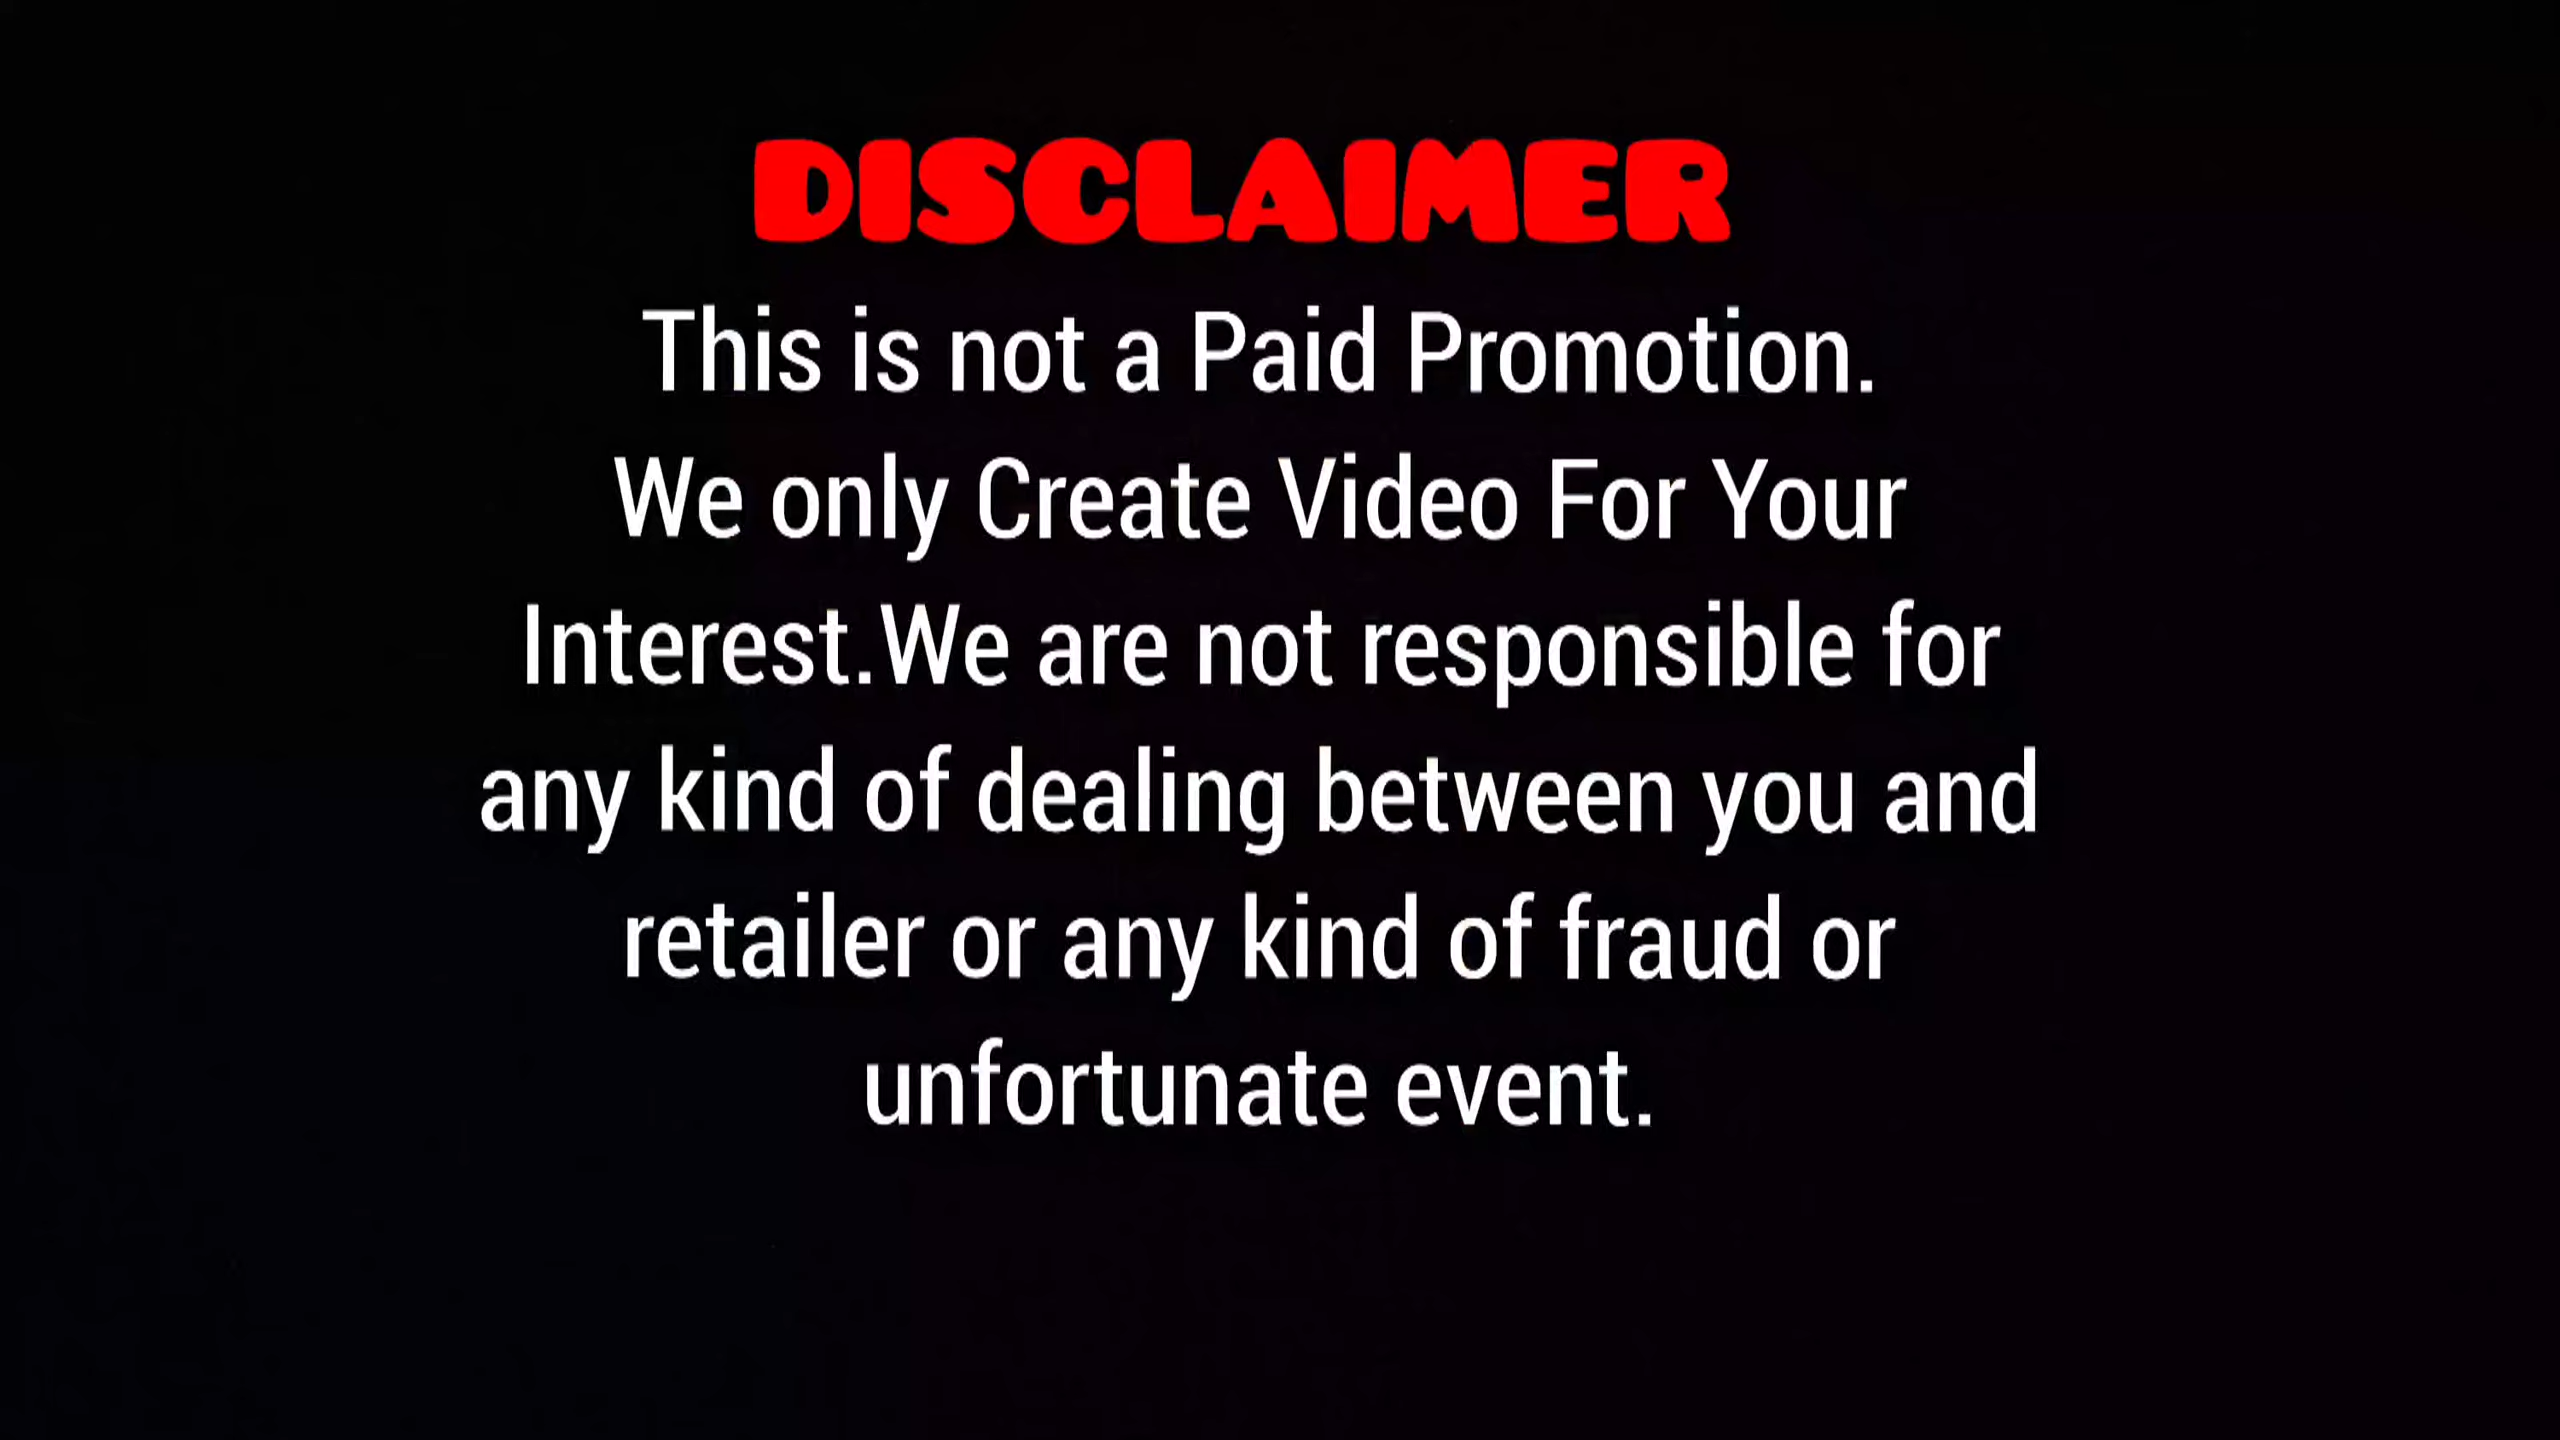 DISCLAIMER
This is not a Paid Promotion.
We only Create Video For Your
Interest.We are not responsible for
any kind of dealing between you and
retailer or any kind of fraud or
unfortunate event.